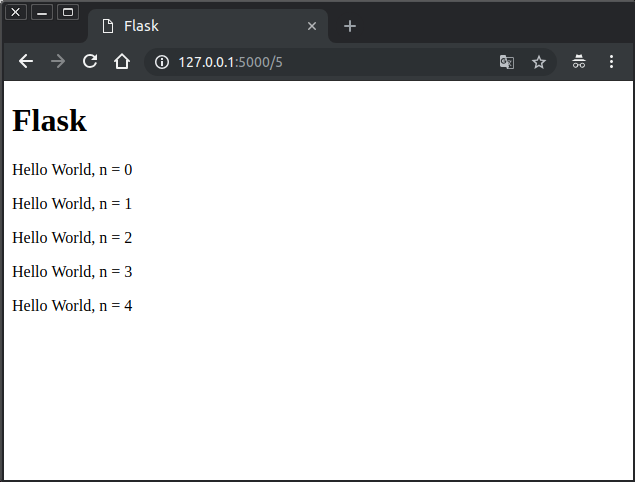 Flask
127.0.0.1:5000/5
Flask
Hello World, n = 0
Hello World, n = 1
Hello World, n = 2
Hello World, n = 3
Hello World, n = 4